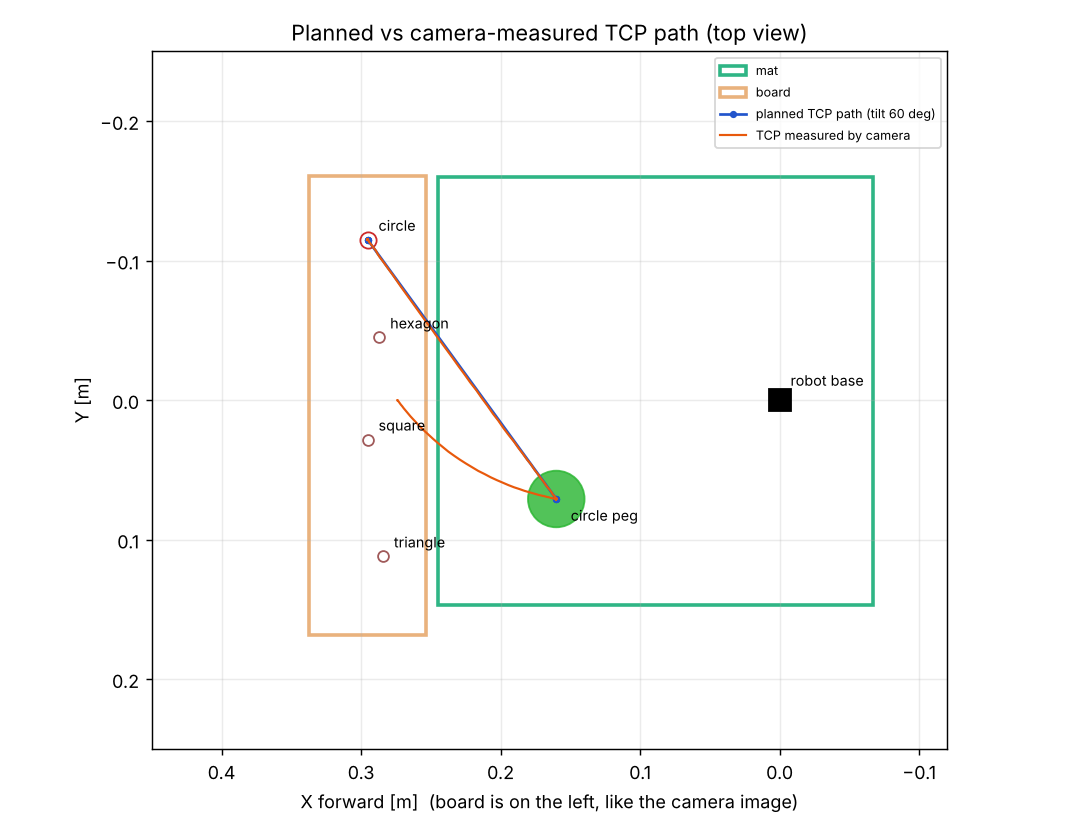 Planned vs camera-measured TCP path (top view)
mat
board
planned TCP path (tilt 60 deg)
TCP measured by camera
−0.2
−0.1
0.0
0.1
0.2
Y [m]
circle
hexagon
robot base
square
circle peg
triangle
0.4
0.3
0.2
0.1
0.0
−0.1
X forward [m]  (board is on the left, like the camera image)